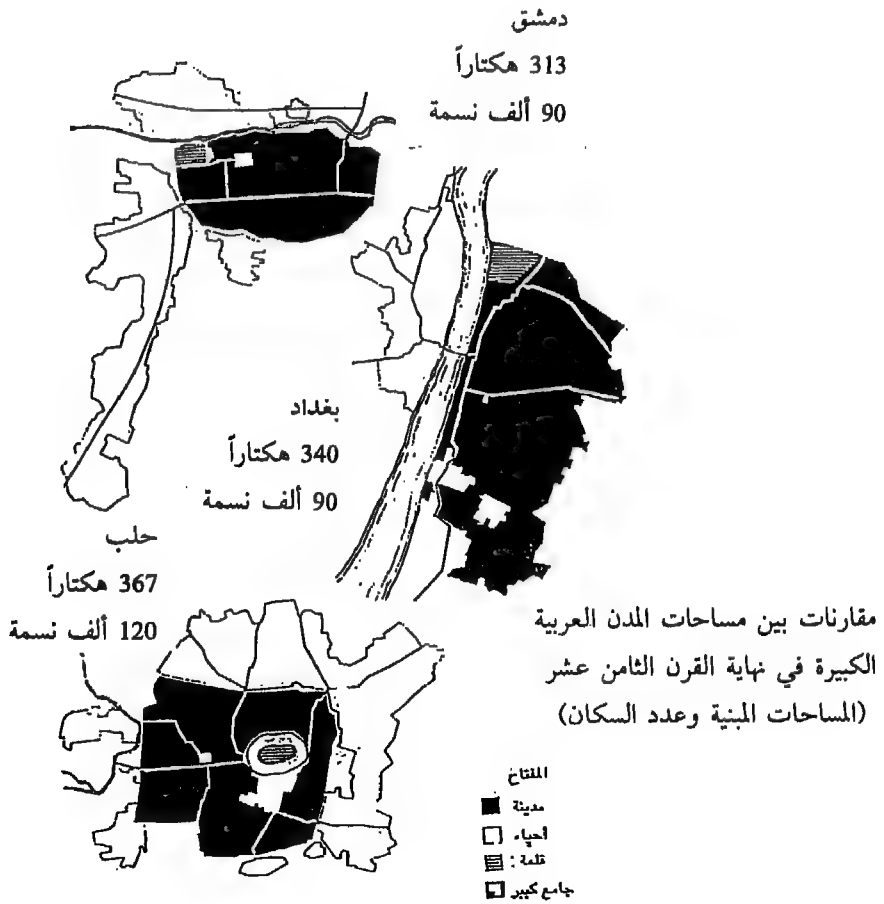 دمشق
313 هكتاراً
90 ألف نسمة
بغداد
340 هكتاراً
90 ألف نسمة
حلب
367 هكتاراً
120 ألف نسمة
مقارنات بين مساحات المدن العربية
الكبيرة في نهاية القرن الثامن عشر
(المساحات المبنية وعدد السكان)
المفتاح
مدينة
أحياء
قلعة :
جامع كبير